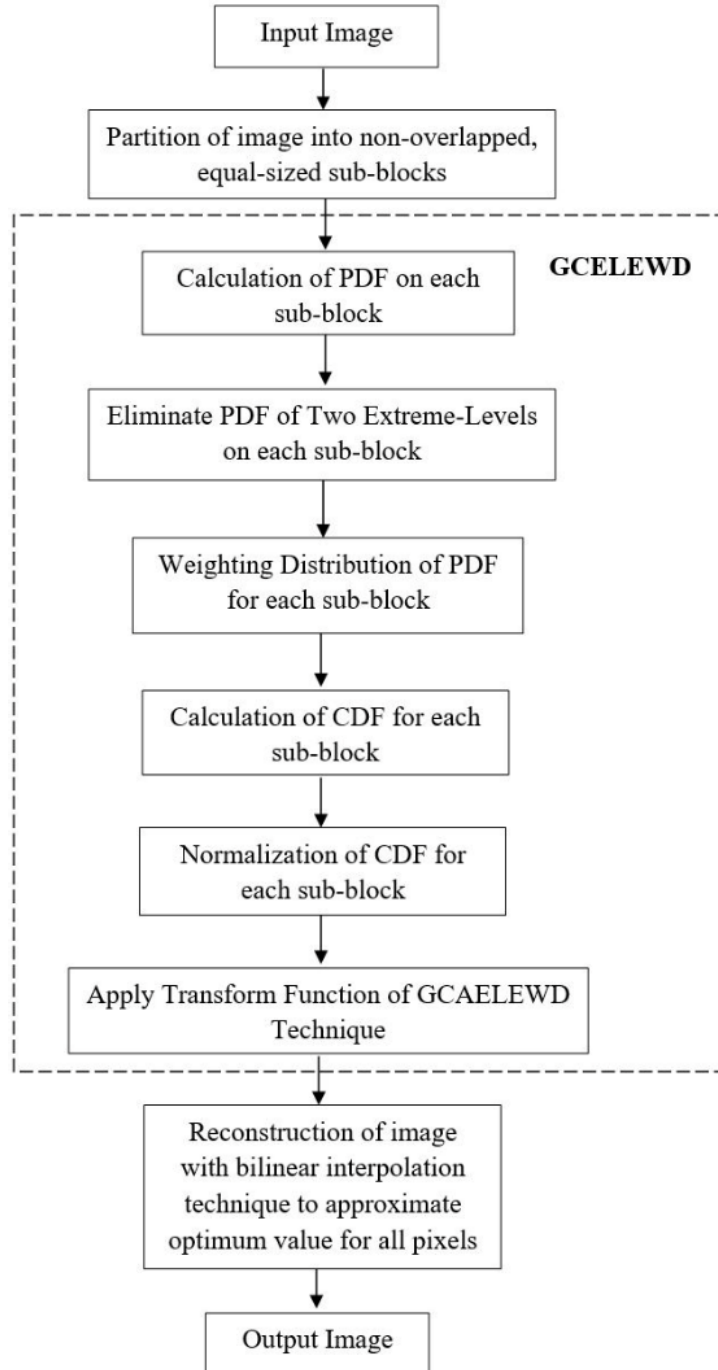 Input Image
Partition of image into non-overlapped,
equal-sized sub-blocks
GCELEWD
Calculation of PDF on each
sub-block
Eliminate PDF of Two Extreme-Levels
on each sub-block
Weighting Distribution of PDF
for each sub-block
Calculation of CDF for each
sub-block
Normalization of CDF for
each sub-block
Apply Transform Function of GCAELEWD
Technique
Reconstruction of image
with bilinear interpolation
technique to approximate
optimum value for all pixels
Output Image